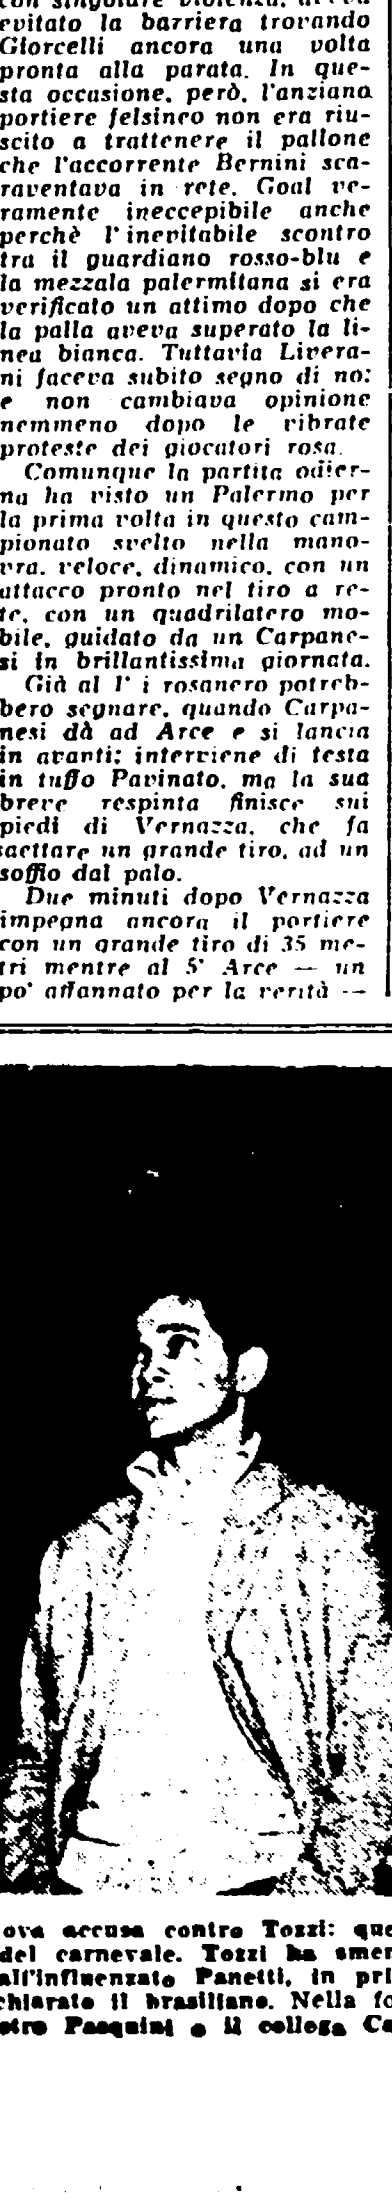 con singolare violenza, aveva
evitato la barriera trovando
Giorcelli ancora una volta
pronta alla parata. In que-
sta occasione, però, l'anziano
portiere felsineo non era riu-
scito a trattenere il pallone
che l'accorrente Bernini sca-
raventava in rete. Goal ve-
ramente ineccepibile anche
perchè l'inevitabile scontro
tra il guardiano rosso-blu e
la mezzala palermitana si era
verificato un attimo dopo che
la palla aveva superato la li-
nea bianca. Tuttavia Livera-
ni faceva subito segno di no:
e non cambiava opinione
nemmeno dopo le vibrate
proteste dei giocatori rosa.
Comunque la partita odier-
na ha visto un Palermo per
la prima volta in questo cam-
pionato svelto nella mano-
vra, veloce, dinamico, con un
attacco pronto nel tiro a re-
te, con un quadrilatero mo-
bile, guidato da un Carpane-
si in brillantissima giornata.
Già al 1' i rosanero potreb-
bero segnare, quando Carpa-
nesi dà ad Arce e si lancia
in avanti; interviene di testa
in tuffo Pavinato, ma la sua
breve respinta finisce sui
piedi di Vernazza, che fa
saettare un grande tiro, ad un
soffio dal palo.
Due minuti dopo Vernazza
impegna ancora il portiere
con un grande tiro di 35 me-
tri mentre al 5' Arce — un
po' affannato per la verità —
ova accusa contro Tozzi: que
del carnevale. Tozzi ha smen
all'influenzato Panetti, in pri
chiarato il brasiliano. Nella fo
etro Pasquini e il collega Ca